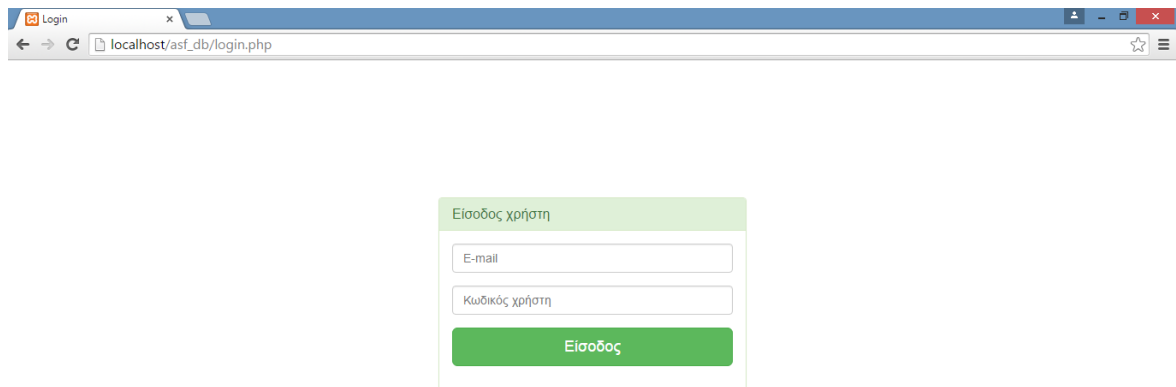 Login
localhost/asf_db/login.php
Είσοδος χρήστη
E-mail
Κωδικός χρήστη
Είσοδος